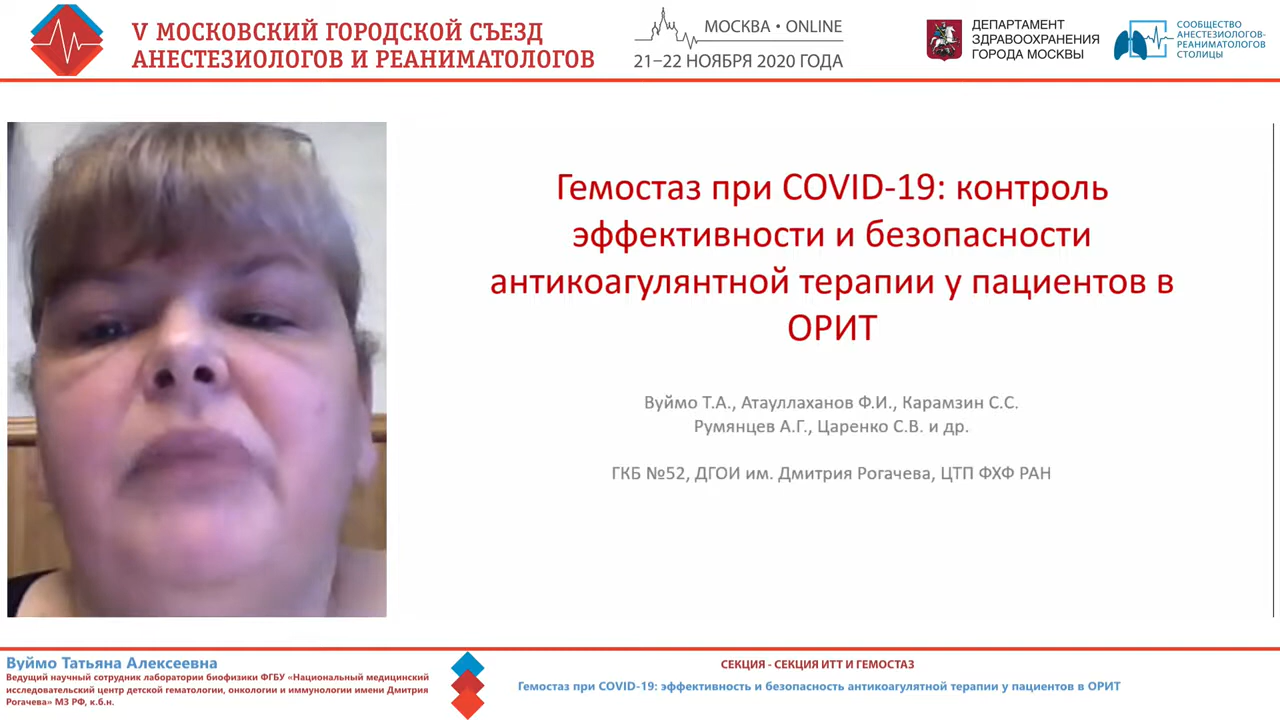 V МОСКОВСКИЙ ГОРОДСКОЙ СЪЕЗД
АНЕСТЕЗИОЛОГОВ И РЕАНИМАТОЛОГОВ
МОСКВА • ONLINE
21–22 НОЯБРЯ 2020 ГОДА
ДЕПАРТАМЕНТ
ЗДРАВООХРАНЕНИЯ
ГОРОДА МОСКВЫ
СООБЩЕСТВО
АНЕСТЕЗИОЛОГОВ-
РЕАНИМАТОЛОГОВ
СТОЛИЦЫ
Гемостаз при COVID-19: контроль
эффективности и безопасности
антикоагулянтной терапии у пациентов в
ОРИТ
Вуймо Т.А., Атауллаханов Ф.И., Карамзин С.С.
Румянцев А.Г., Царенко С.В. и др.
ГКБ №52, ДГОИ им. Дмитрия Рогачева, ЦТП ФХФ РАН
Вуймо Татьяна Алексеевна
Ведущий научный сотрудник лаборатории биофизики ФГБУ «Национальный медицинский
исследовательский центр детской гематологии, онкологии и иммунологии имени Дмитрия
Рогачева» МЗ РФ, к.б.н.
СЕКЦИЯ - СЕКЦИЯ ИТТ И ГЕМОСТАЗ
Гемостаз при COVID-19: эффективность и безопасность антикоагулятной терапии у пациентов в ОРИТ